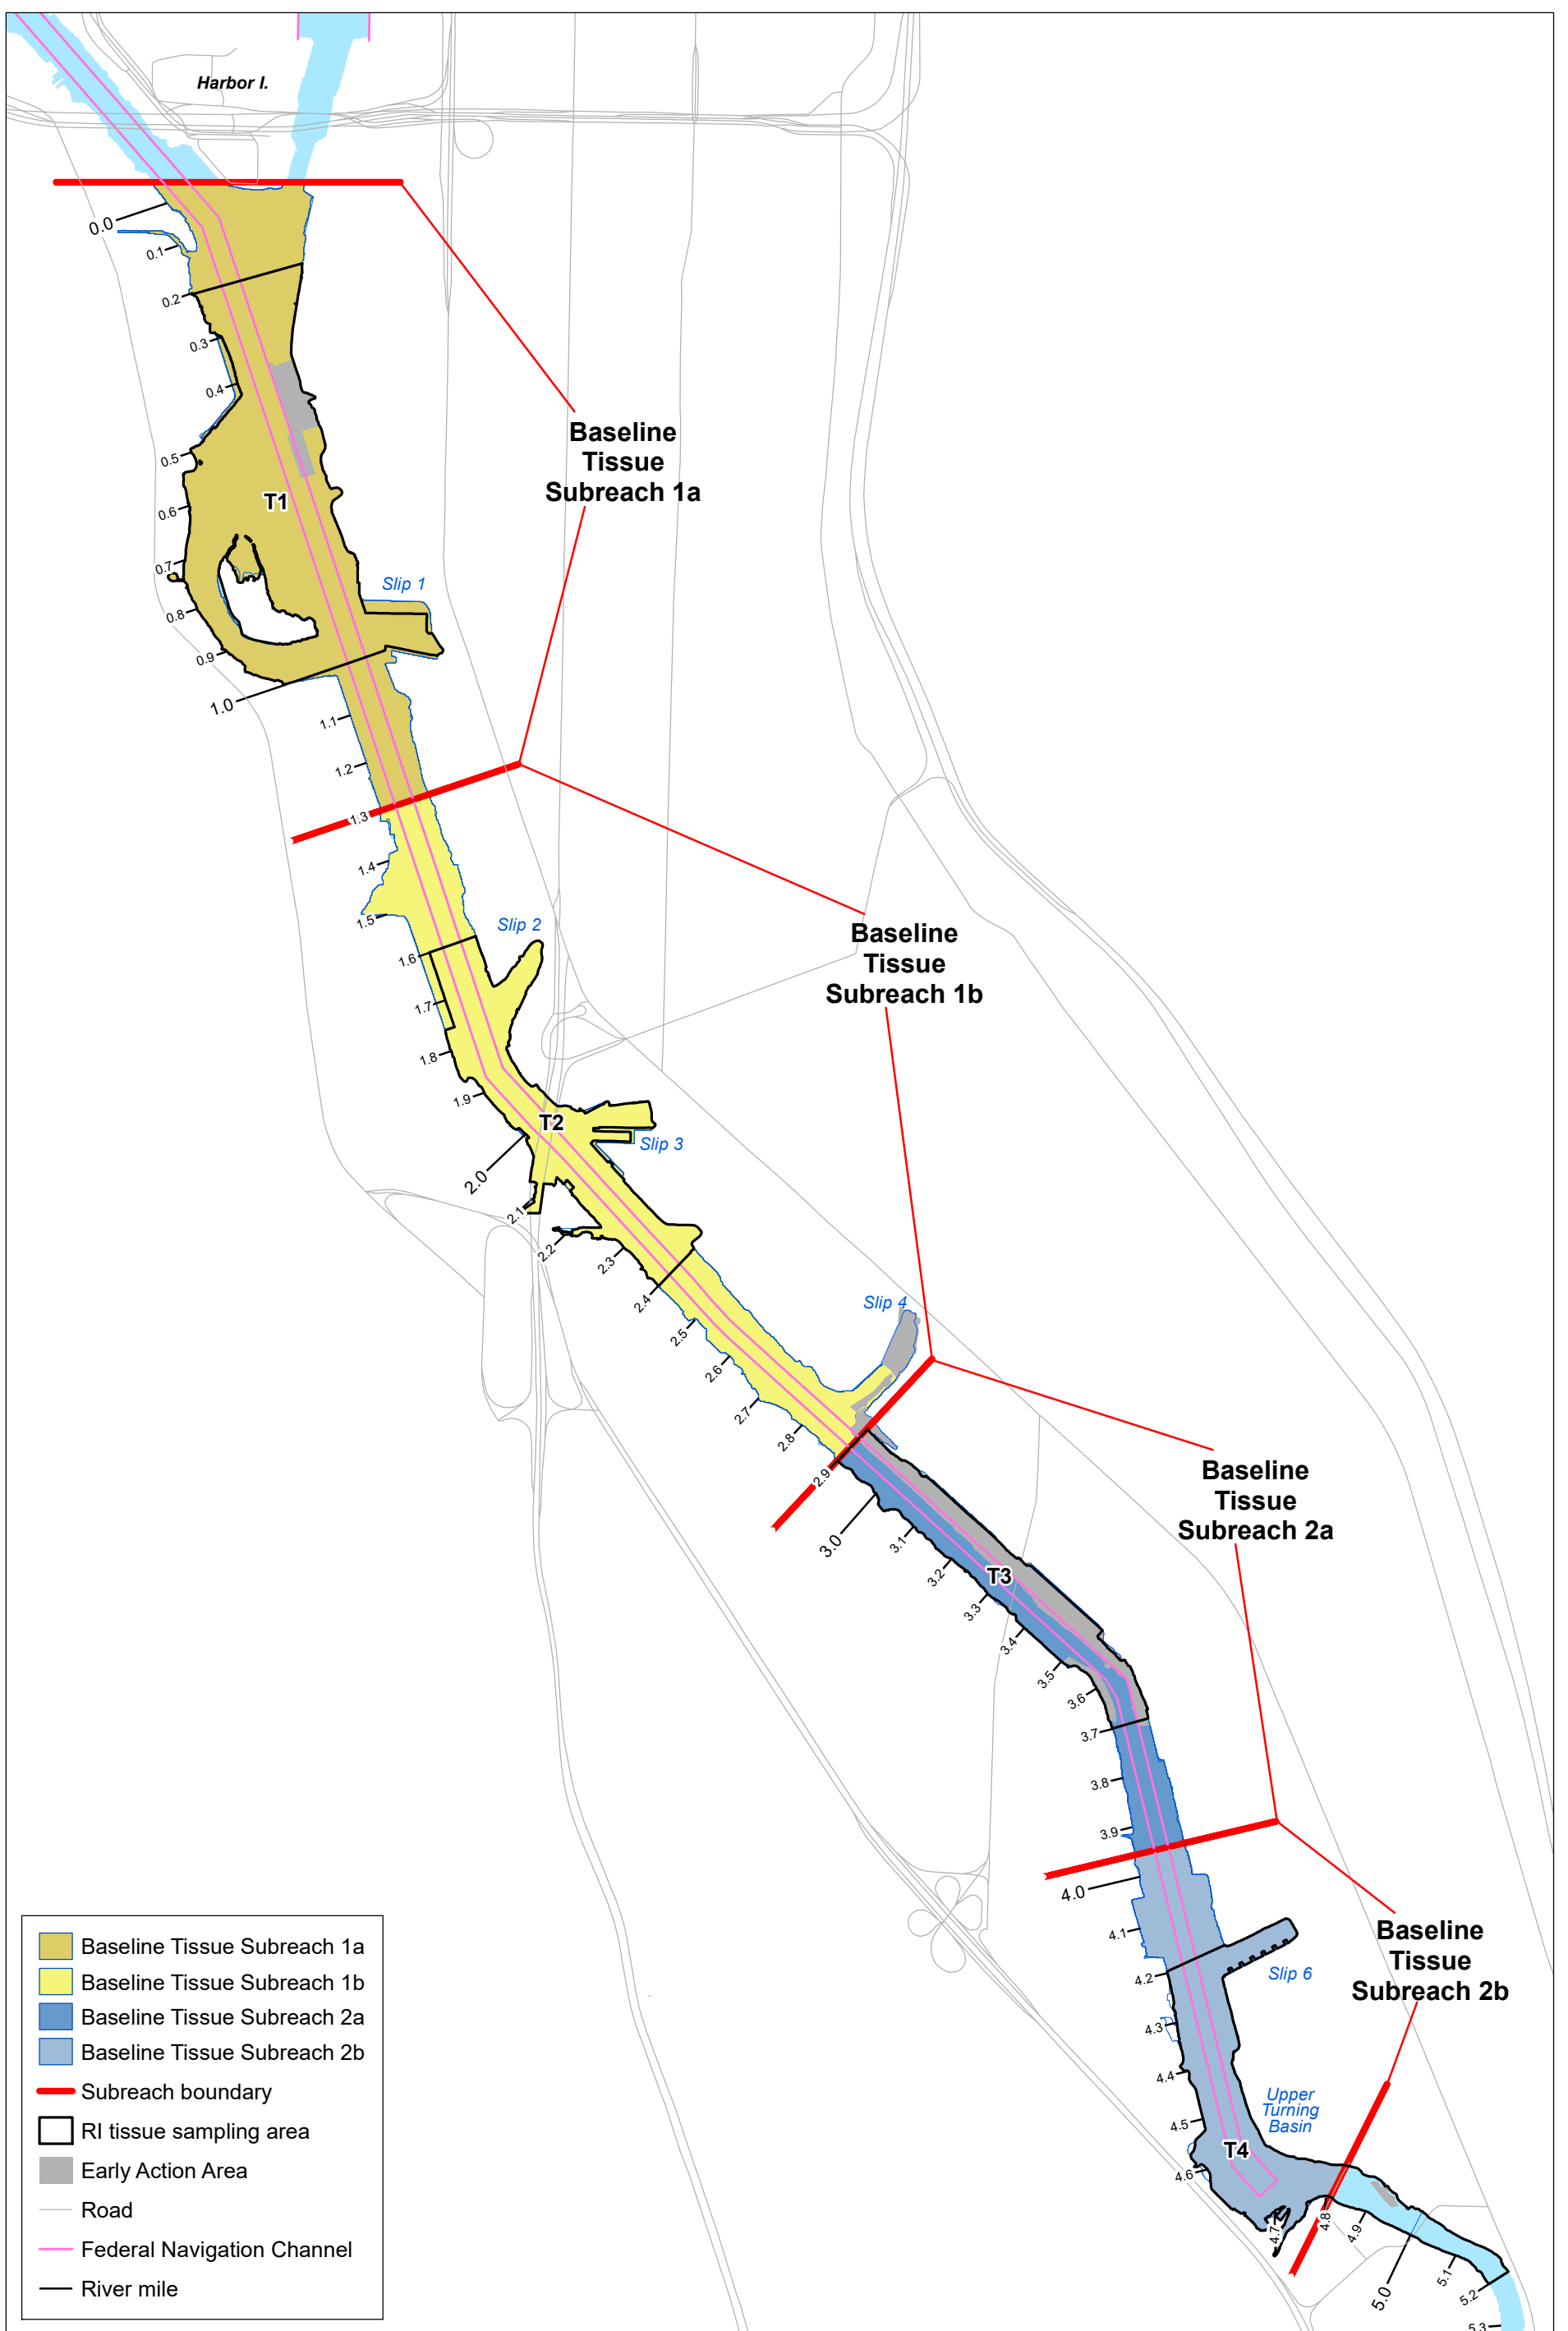 Harbor I.
0.0
0.1
0.2
0.3
0.4
Baseline
Tissue
Subreach 1a
0.5
T1
0.6
0.7
Slip 1
0.8
0.9
1.0
1.1
1.2
1.3
1.4
1.5
Slip 2
Baseline
Tissue
Subreach 1b
1.6
1.7
1.8
1.9
T2
Slip 3
2.0
2.1
2.2
2.3
2.4
Slip 4
2.5
2.6
2.7
2.8
2.9
Baseline
Tissue
Subreach 2a
3.0
3.1
3.2
T3
3.3
3.4
3.5
3.6
3.7
3.8
3.9
4.0
4.1
Baseline
Tissue
Subreach 2b
4.2
Slip 6
4.3
4.4
Upper
Turning
Basin
4.5
T4
4.6
4.7
4.8
4.9
5.0
5.1
5.2
5.3
Baseline Tissue Subreach 1a
Baseline Tissue Subreach 1b
Baseline Tissue Subreach 2a
Baseline Tissue Subreach 2b
Subreach boundary
RI tissue sampling area
Early Action Area
Road
Federal Navigation Channel
River mile